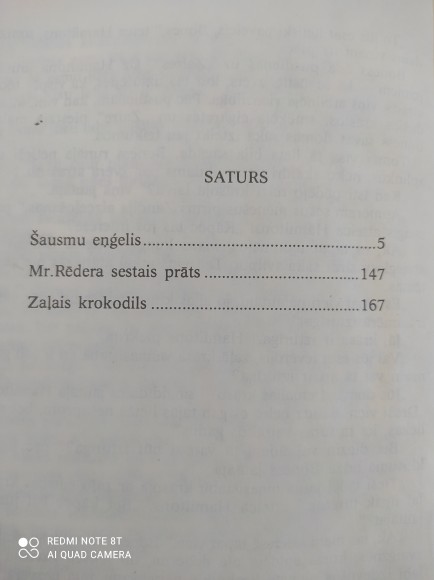 SATURS
Šausmu eņģelis.............................................5
Mr.Rēdera sestais prāts ..............................147
Zaļais krokodils .........................................167
REDMI NOTE 8T
AI QUAD CAMERA